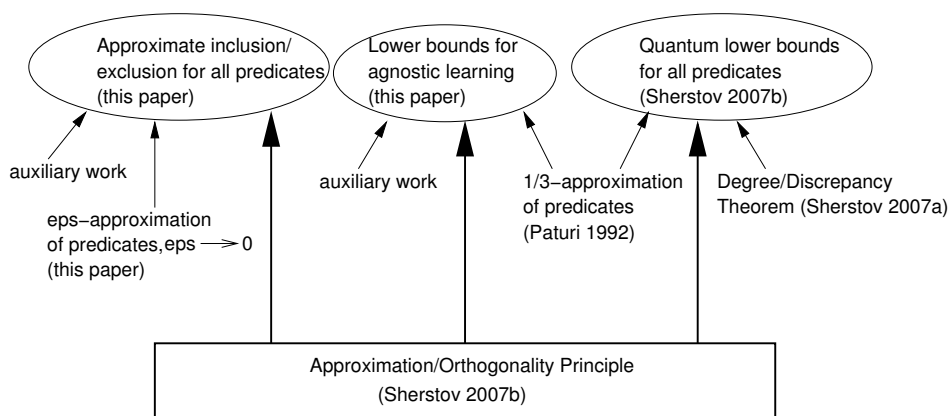 Approximate inclusion/
exclusion for all predicates
(this paper)
Lower bounds for
agnostic learning
(this paper)
Quantum lower bounds
for all predicates
(Sherstov 2007b)
auxiliary work
eps−approximation
of predicates, eps 0
(this paper)
auxiliary work
1/3−approximation
of predicates
(Paturi 1992)
Degree/Discrepancy
Theorem (Sherstov 2007a)
Approximation/Orthogonality Principle
(Sherstov 2007b)